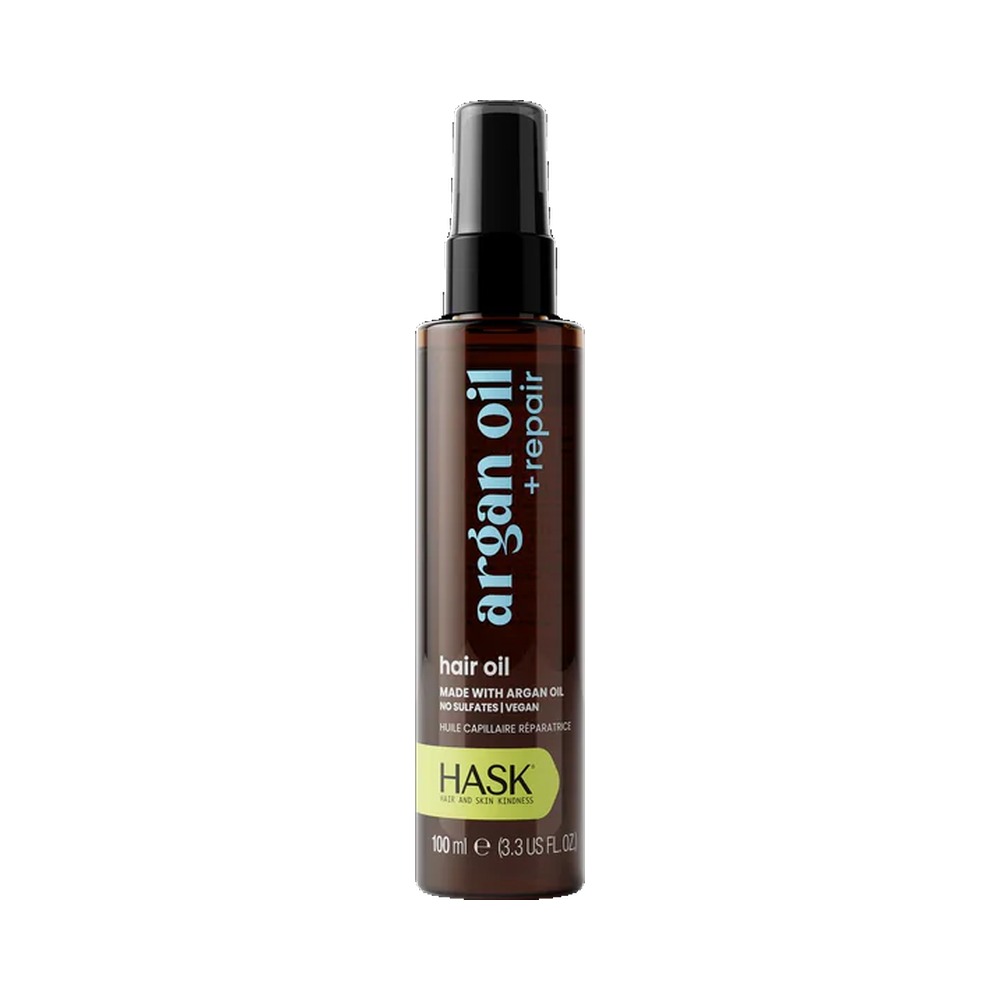 argan oil
+ repair
hair oil
MADE WITH ARGAN OIL
NO SULFATES | VEGAN
HUILE CAPILLAIRE RÉPARATRICE
HASK®
HAIR AND SKIN KINDNESS
100 ml ℮ (3.3 US FL. OZ.)